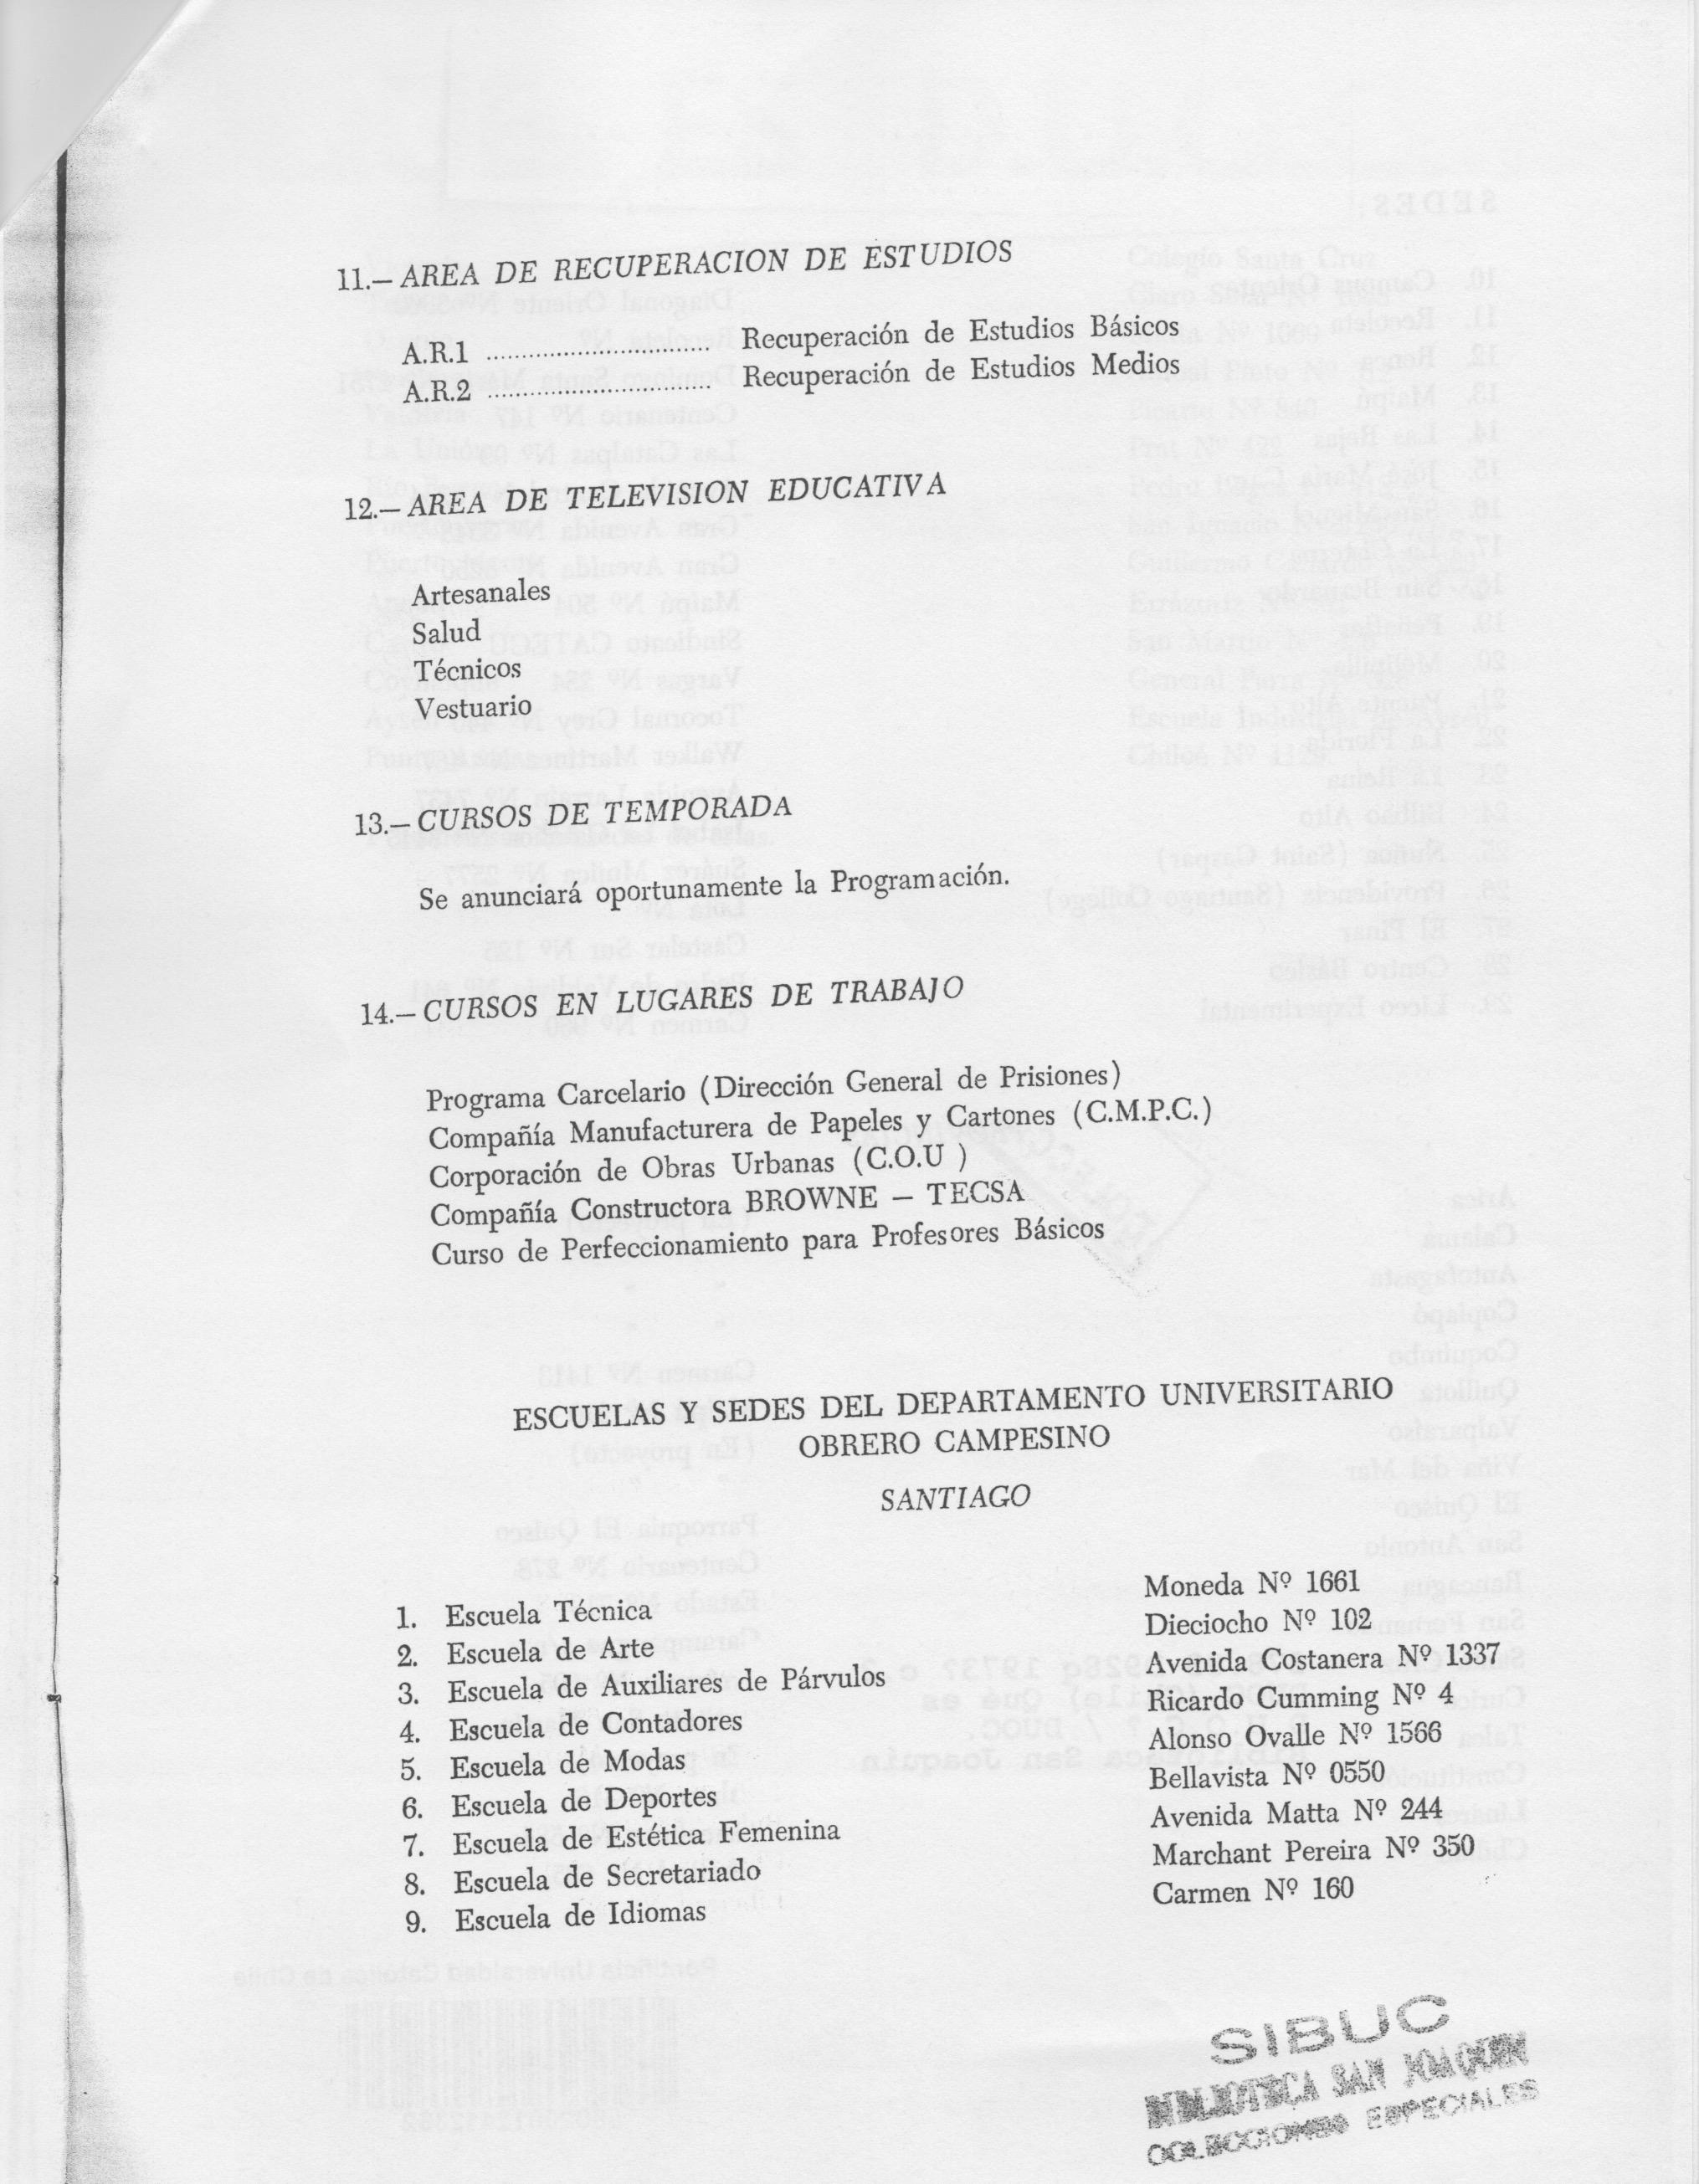 11.— AREA DE RECUPERACION DE ESTUDIOS
A.R.1 ................................ Recuperación de Estudios Básicos
A.R.2 ................................ Recuperación de Estudios Medios
12.— AREA DE TELEVISION EDUCATIVA
Artesanales
Salud
Técnicos
Vestuario
13.— CURSOS DE TEMPORADA
Se anunciará oportunamente la Programación.
14.— CURSOS EN LUGARES DE TRABAJO
Programa Carcelario (Dirección General de Prisiones)
Compañía Manufacturera de Papeles y Cartones (C.M.P.C.)
Corporación de Obras Urbanas (C.O.U )
Compañía Constructora BROWNE — TECSA
Curso de Perfeccionamiento para Profesores Básicos
ESCUELAS Y SEDES DEL DEPARTAMENTO UNIVERSITARIO
OBRERO CAMPESINO
SANTIAGO
1. Escuela Técnica Moneda Nº 1661
2. Escuela de Arte Dieciocho Nº 102
3. Escuela de Auxiliares de Párvulos Avenida Costanera Nº 1337
4. Escuela de Contadores Ricardo Cumming Nº 4
5. Escuela de Modas Alonso Ovalle Nº 1566
6. Escuela de Deportes Bellavista Nº 0550
7. Escuela de Estética Femenina Avenida Matta Nº 244
8. Escuela de Secretariado Marchant Pereira Nº 350
9. Escuela de Idiomas Carmen Nº 160
SIBUC
BIBLIOTECA SAN JOAQUIN
COLECCIONES ESPECIALES